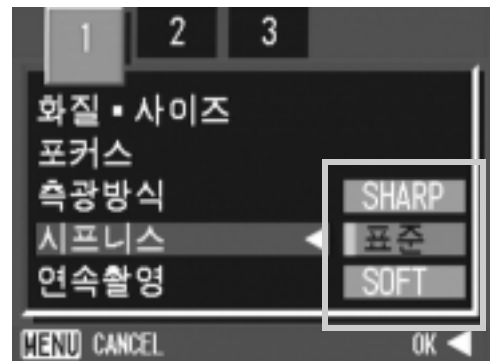 1 2 3
화질▪사이즈
포커스
측광방식 SHARP
시프니스 ◀ 표준
연속촬영 SOFT
MENU CANCEL OK ◀